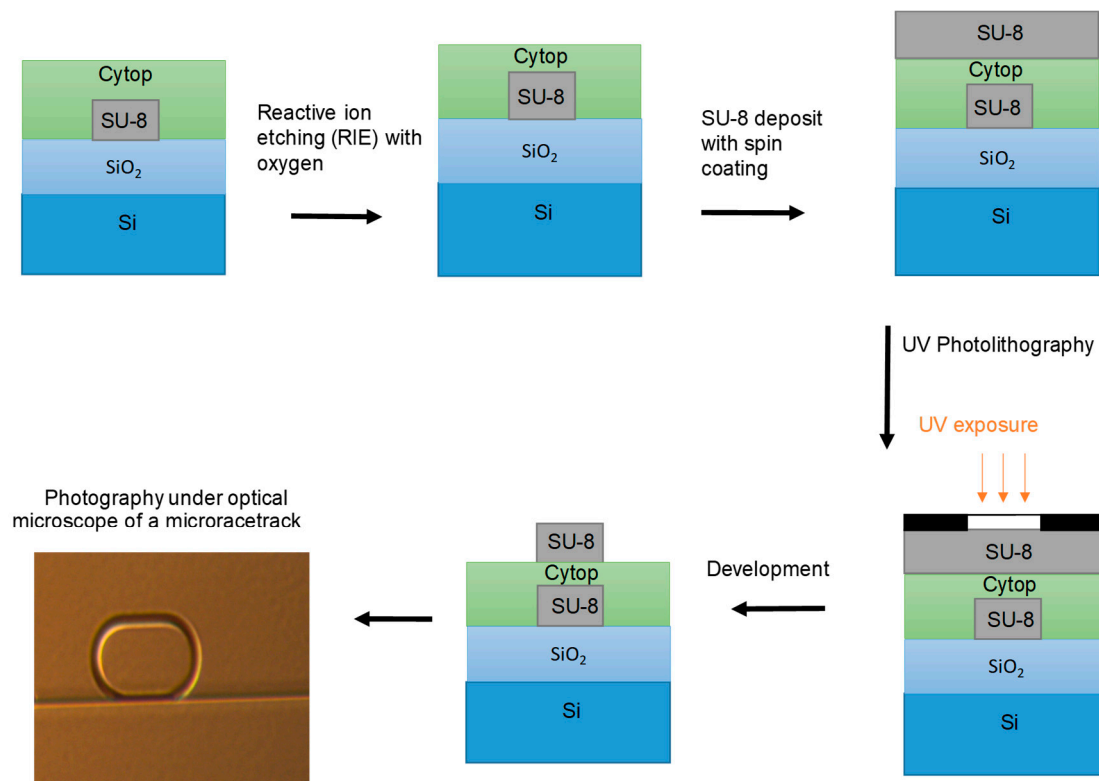 Cytop
SU-8
SiO₂
Si
Reactive ion
etching (RIE) with
oxygen
Cytop
SU-8
SiO₂
Si
SU-8 deposit
with spin
coating
SU-8
Cytop
SU-8
SiO₂
Si
UV Photolithography
UV exposure
SU-8
Cytop
SU-8
SiO₂
Si
Development
SU-8
Cytop
SU-8
SiO₂
Si
Photography under optical
microscope of a microracetrack